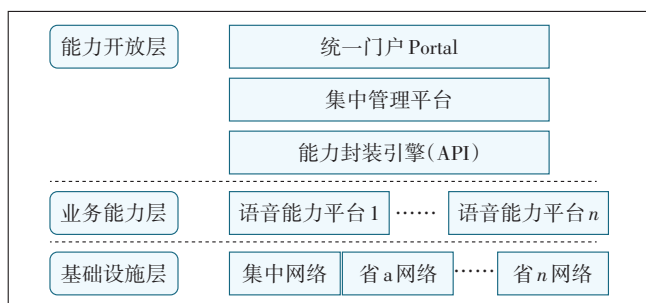 能力开放层 统一门户 Portal
集中管理平台
能力封装引擎(API)
业务能力层 语音能力平台1 …… 语音能力平台n
基础设施层 集中网络 省a网络 …… 省n网络